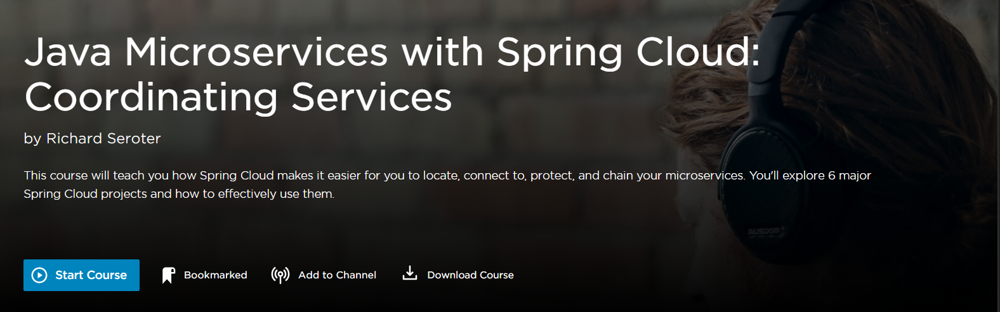 Java Microservices with Spring Cloud:
Coordinating Services
by Richard Seroter
This course will teach you how Spring Cloud makes it easier for you to locate, connect to, protect, and chain your microservices. You'll explore 6 major
Spring Cloud projects and how to effectively use them.
AUSDOM
Start Course
Bookmarked
Add to Channel
Download Course